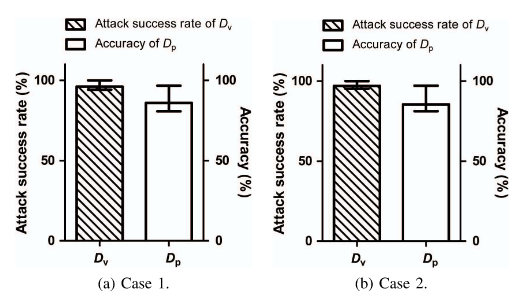 Attack success rate of Dv
Accuracy of Dp
Attack success rate (%)
100
50
0
Dv
Dp
100
50
0
Accuracy (%)
(a) Case 1.
Attack success rate of Dv
Accuracy of Dp
Attack success rate (%)
100
50
0
Dv
Dp
100
50
0
Accuracy (%)
(b) Case 2.